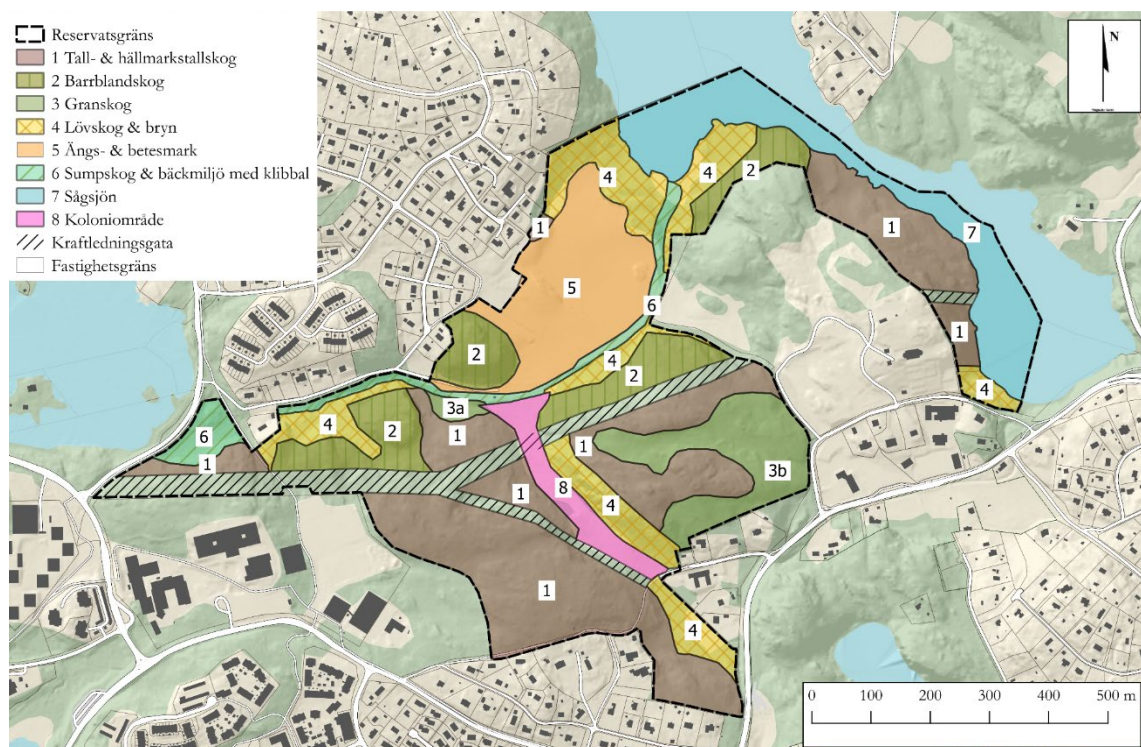 Reservatsgräns
1 Tall- & hällmarkstallskog
2 Barrblandskog
3 Granskog
4 Lövskog & bryn
5 Ängs- & betesmark
6 Sumpskog & bäckmiljö med klibbal
7 Sågsjön
8 Koloniområde
Kraftledningsgata
Fastighetsgräns
N
4
4
2
1
1
7
5
6
1
2
4
2
4
3a
4
2
1
1
6
1
3b
1
8
4
1
4
0 100 200 300 400 500 m